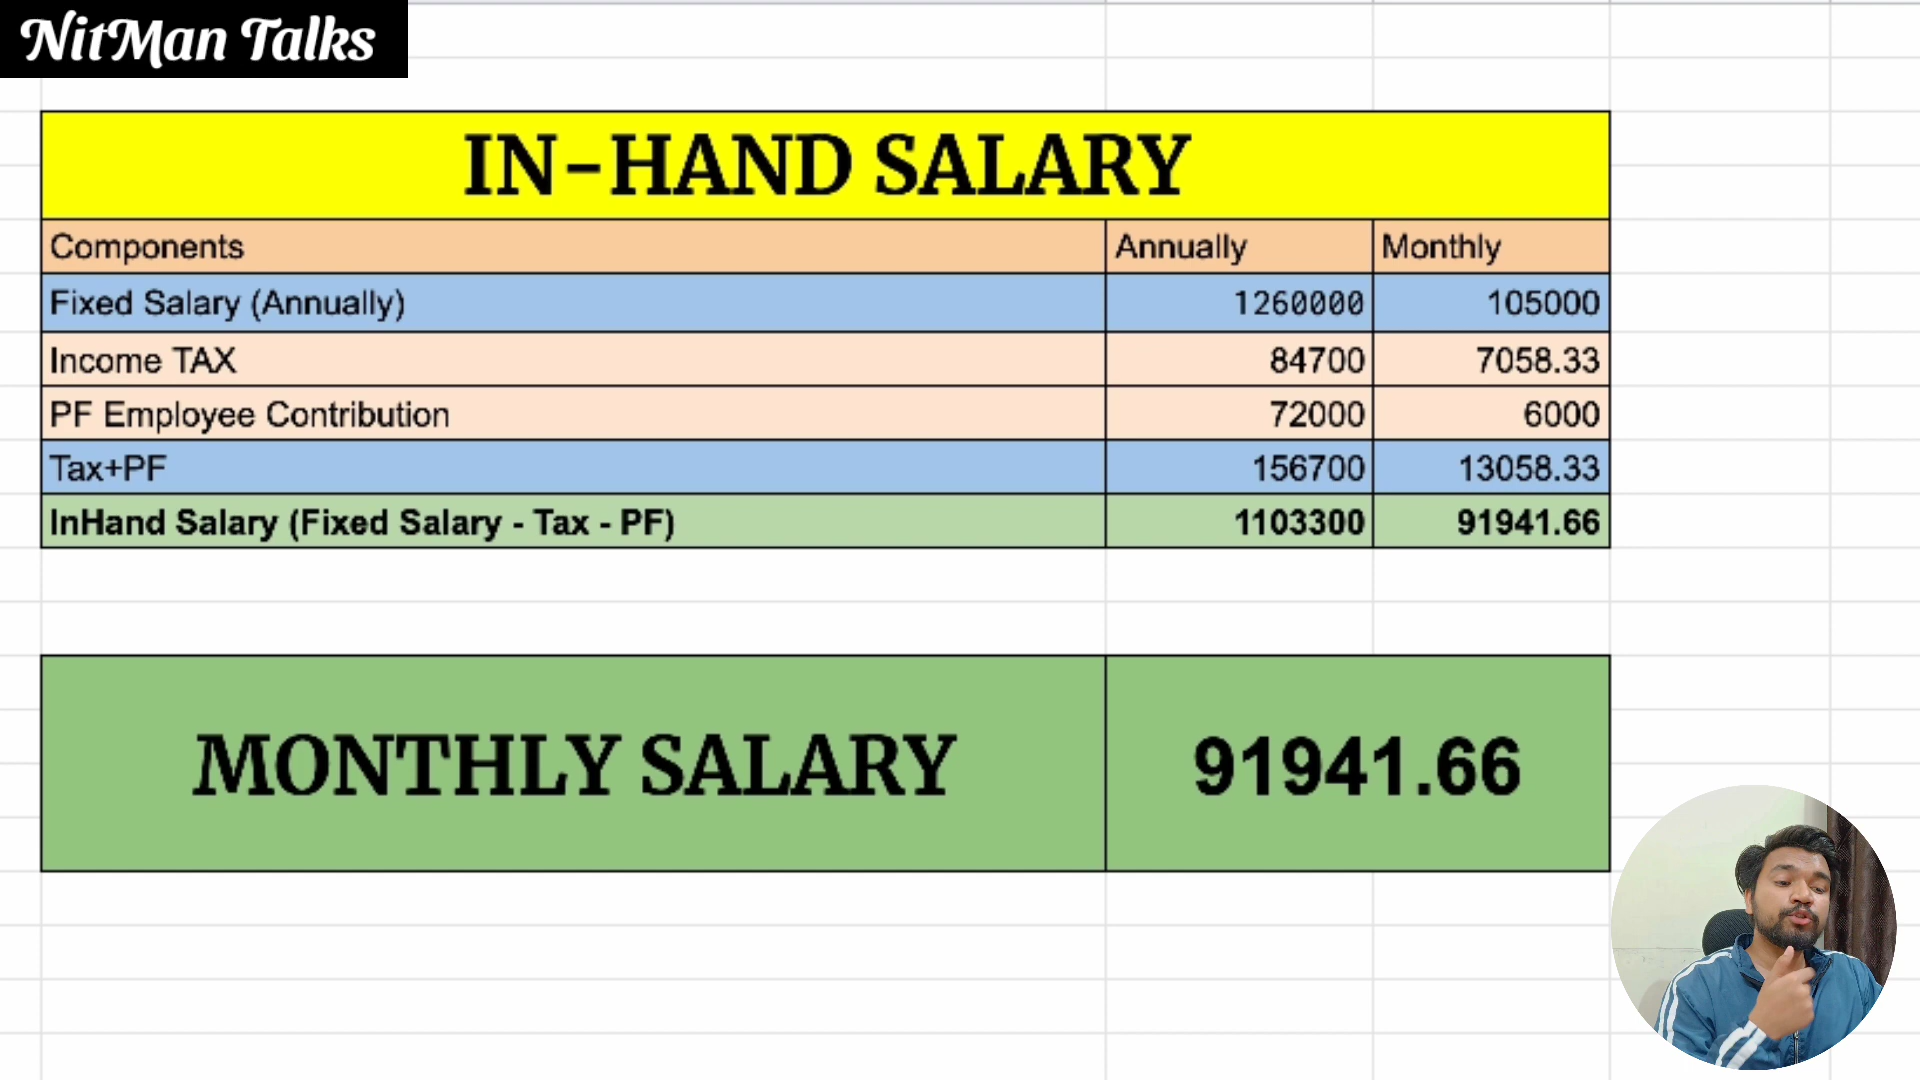 NitMan Talks
IN-HAND SALARY
Components Annually Monthly
Fixed Salary (Annually) 1260000 105000
Income TAX 84700 7058.33
PF Employee Contribution 72000 6000
Tax+PF 156700 13058.33
InHand Salary (Fixed Salary - Tax - PF) 1103300 91941.66
MONTHLY SALARY 91941.66